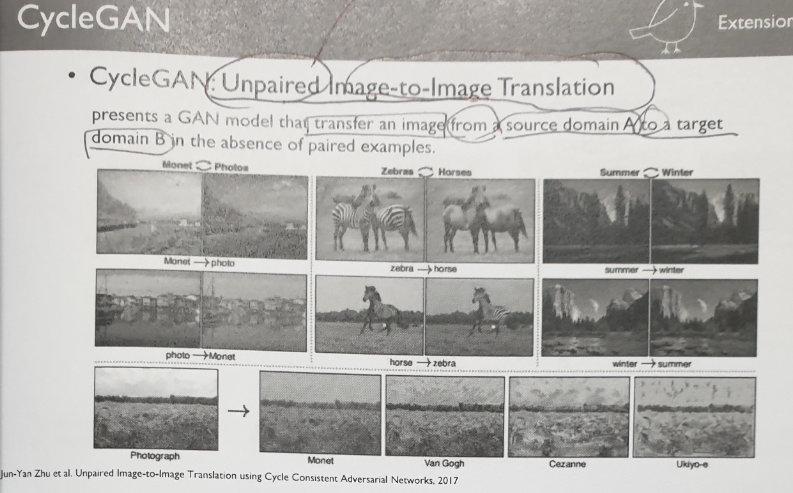 CycleGAN
Extension
• CycleGAN: Unpaired Image-to-Image Translation
presents a GAN model that transfer an image from a source domain A to a target
domain B in the absence of paired examples.
Monet Photos
Zebras Horses
Summer Winter
Monet → photo
zebra → horse
summer → winter
photo → Monet
horse → zebra
winter → summer
Photograph
→
Monet
Van Gogh
Cezanne
Ukiyo-e
Jun-Yan Zhu et al. Unpaired Image-to-Image Translation using Cycle Consistent Adversarial Networks, 2017